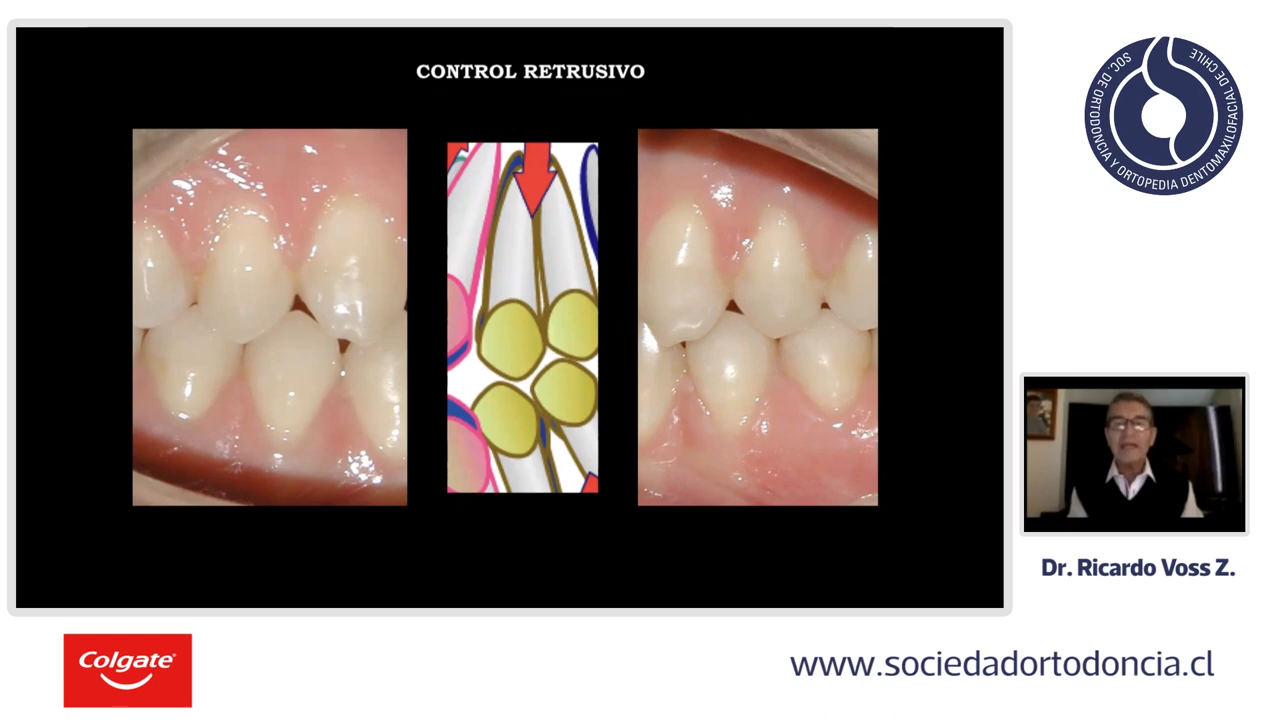 CONTROL RETRUSIVO
SOC. DE ORTODONCIA Y ORTOPEDIA DENTOMAXILOFACIAL DE CHILE
Dr. Ricardo Voss Z.
Colgate®
www.sociedadortodoncia.cl